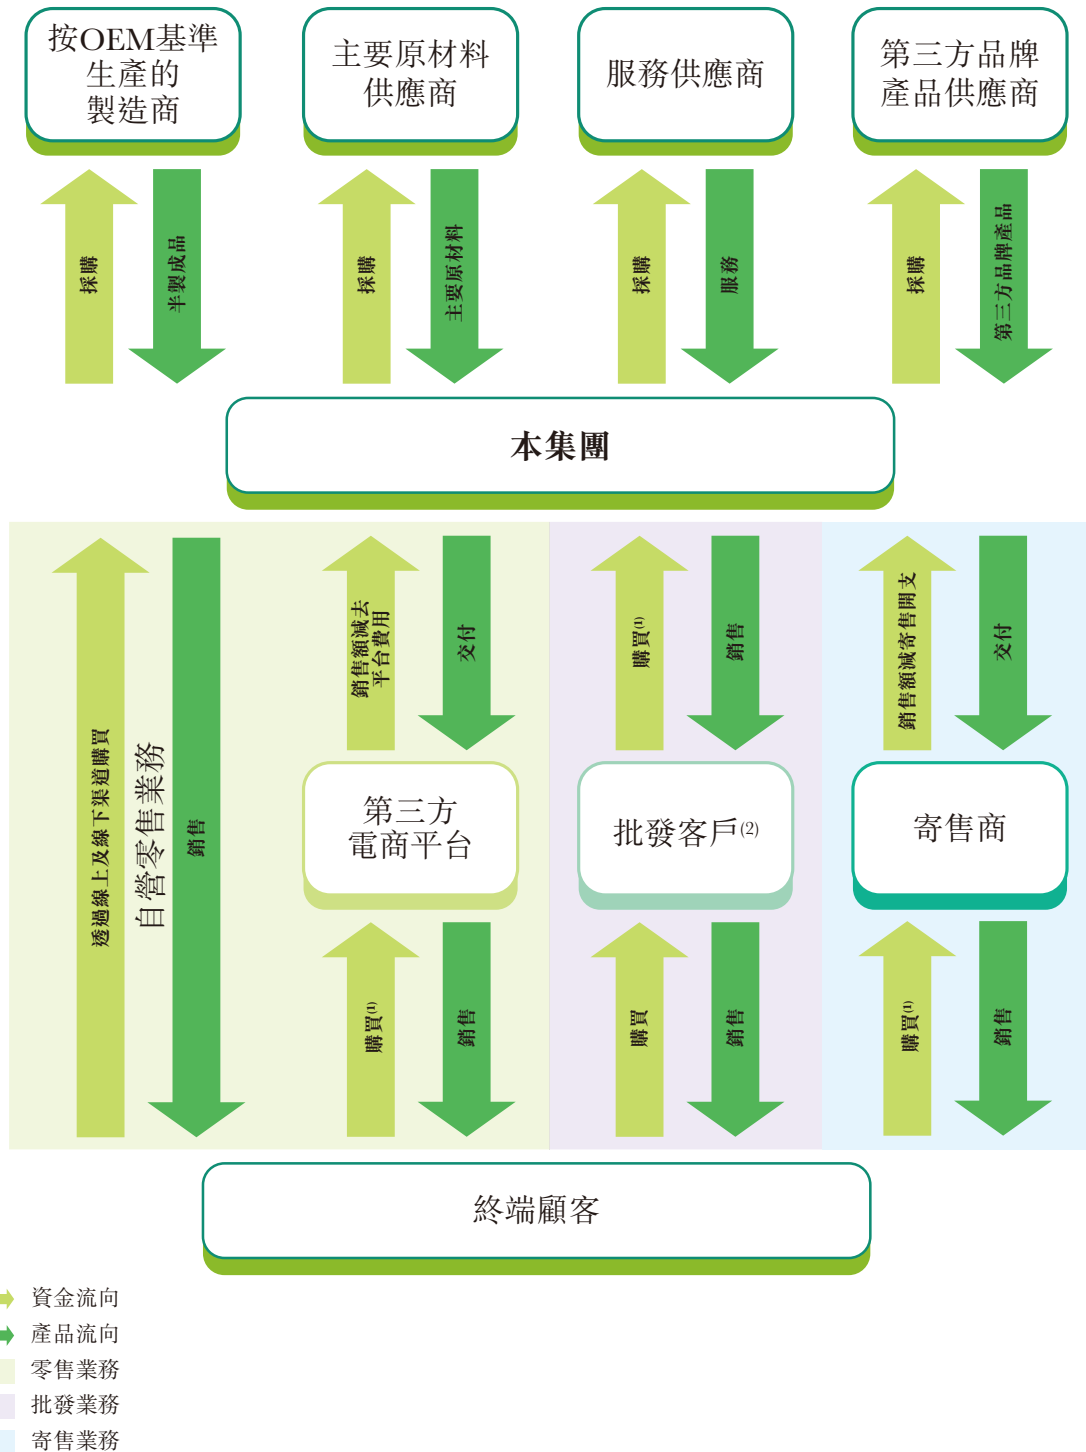 按OEM基準
生產的
製造商
主要原材料
供應商
服務供應商
第三方品牌
產品供應商
採購
半製成品
採購
主要原材料
採購
服務
採購
第三方品牌產品
本集團
透過線上及線下渠道購買
自營零售業務
銷售
銷售額減去
平台費用
交付
購買(1)
銷售
銷售額減寄售開支
交付
第三方
電商平台
批發客戶(2)
寄售商
購買(1)
銷售
購買
銷售
購買(1)
銷售
終端顧客
資金流向
產品流向
零售業務
批發業務
寄售業務